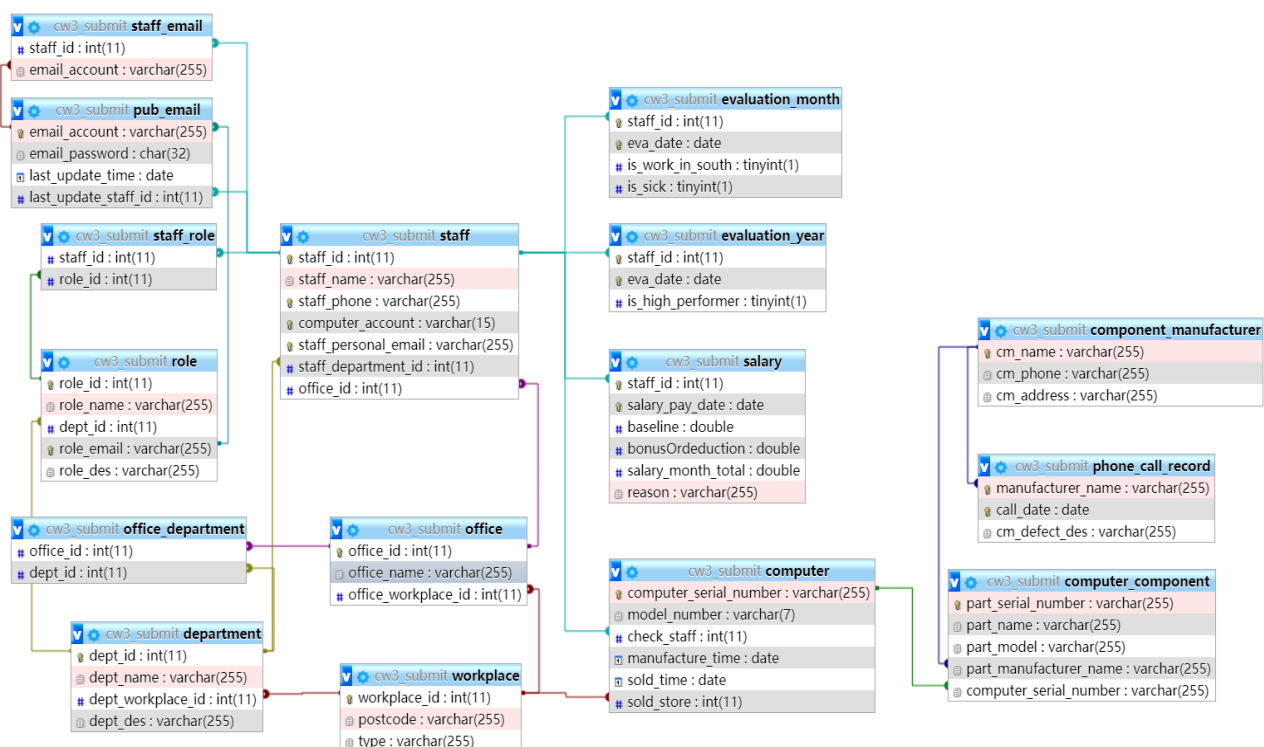 cw3_submit staff_email
staff_id : int(11)
email_account : varchar(255)
cw3_submit pub_email
email_account : varchar(255)
email_password : char(32)
last_update_time : date
last_update_staff_id : int(11)
cw3_submit staff_role
staff_id : int(11)
role_id : int(11)
cw3_submit role
role_id : int(11)
role_name : varchar(255)
dept_id : int(11)
role_email : varchar(255)
role_des : varchar(255)
cw3_submit office_department
office_id : int(11)
dept_id : int(11)
cw3_submit department
dept_id : int(11)
dept_name : varchar(255)
dept_workplace_id : int(11)
dept_des : varchar(255)
cw3_submit staff
staff_id : int(11)
staff_name : varchar(255)
staff_phone : varchar(255)
computer_account : varchar(15)
staff_personal_email : varchar(255)
staff_department_id : int(11)
office_id : int(11)
cw3_submit office
office_id : int(11)
office_name : varchar(255)
office_workplace_id : int(11)
cw3_submit workplace
workplace_id : int(11)
postcode : varchar(255)
type : varchar(255)
cw3_submit evaluation_month
staff_id : int(11)
eva_date : date
is_work_in_south : tinyint(1)
is_sick : tinyint(1)
cw3_submit evaluation_year
staff_id : int(11)
eva_date : date
is_high_performer : tinyint(1)
cw3_submit salary
staff_id : int(11)
salary_pay_date : date
baseline : double
bonusOrdeduction : double
salary_month_total : double
reason : varchar(255)
cw3_submit computer
computer_serial_number : varchar(255)
model_number : varchar(7)
check_staff : int(11)
manufacture_time : date
sold_time : date
sold_store : int(11)
cw3_submit component_manufacturer
cm_name : varchar(255)
cm_phone : varchar(255)
cm_address : varchar(255)
cw3_submit phone_call_record
manufacturer_name : varchar(255)
call_date : date
cm_defect_des : varchar(255)
cw3_submit computer_component
part_serial_number : varchar(255)
part_name : varchar(255)
part_model : varchar(255)
part_manufacturer_name : varchar(255)
computer_serial_number : varchar(255)